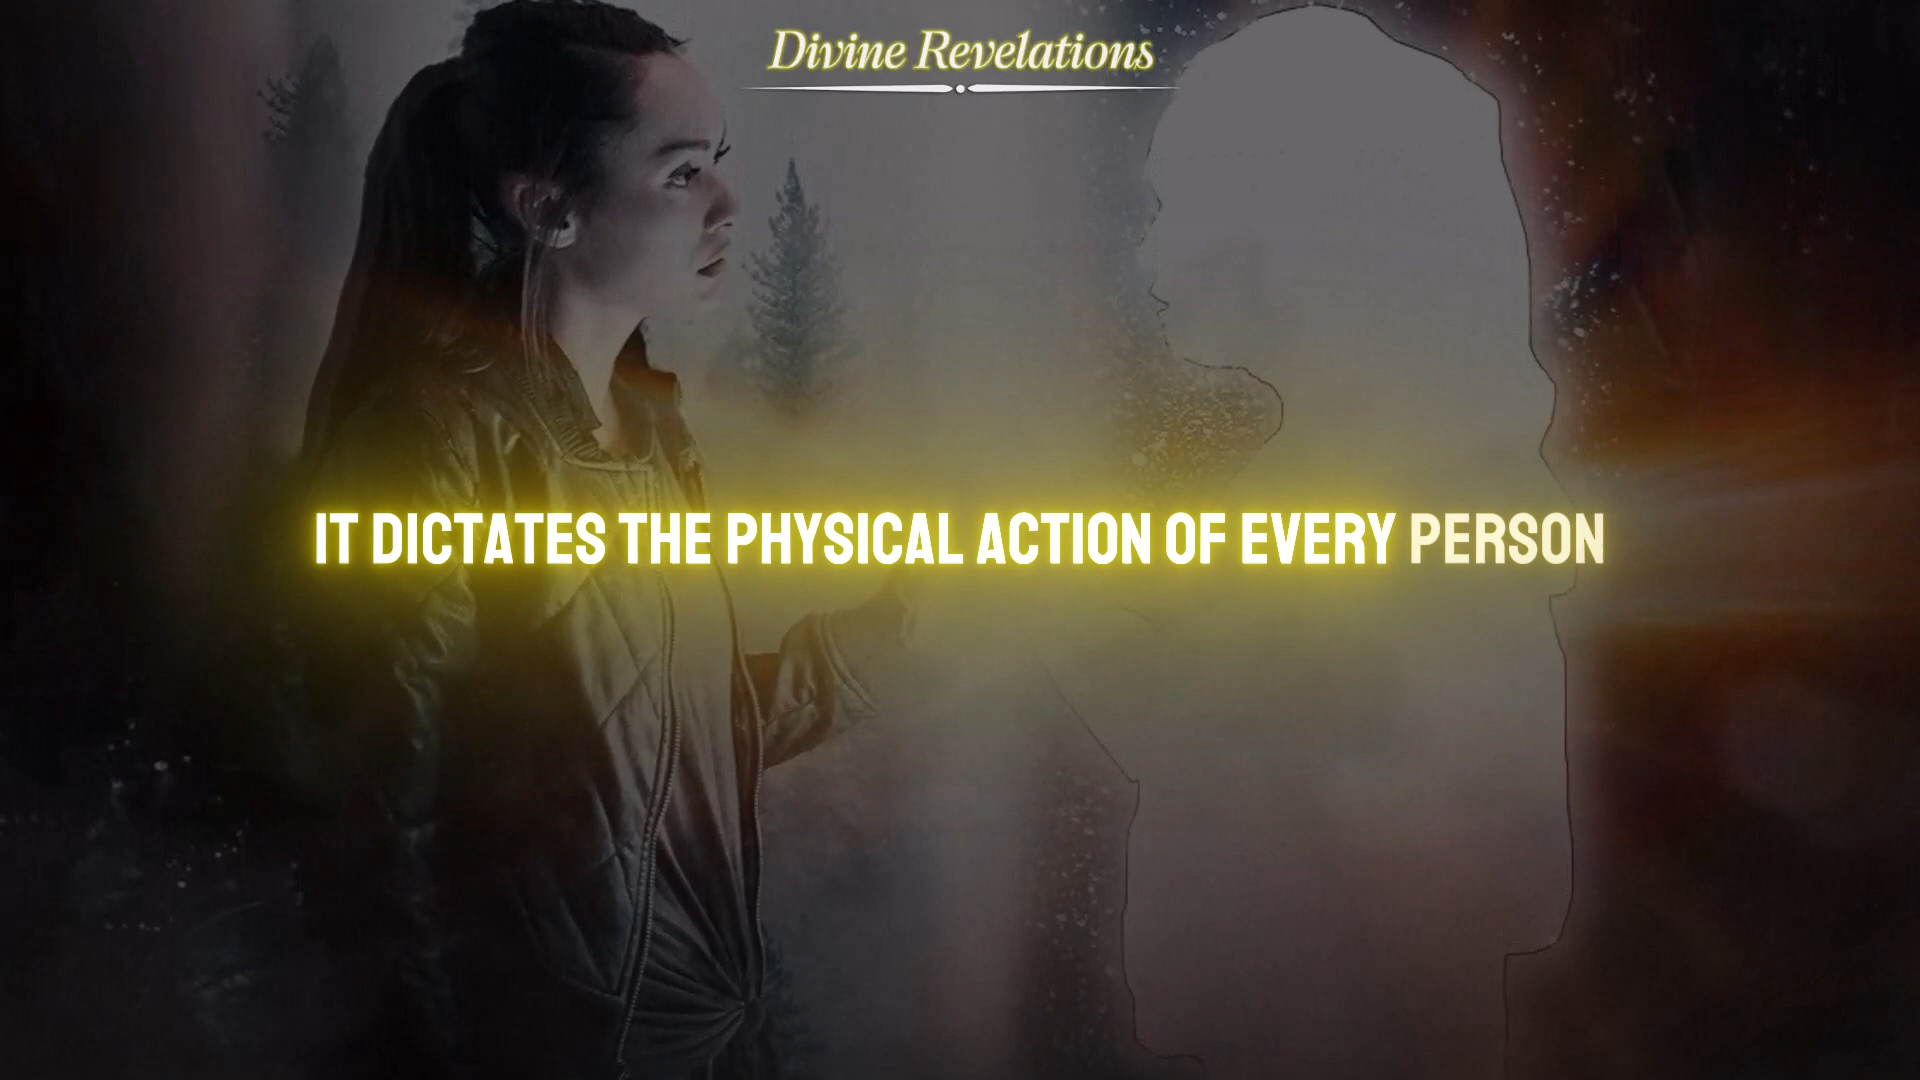 Divine Revelations
IT DICTATES THE PHYSICAL ACTION OF EVERY PERSON